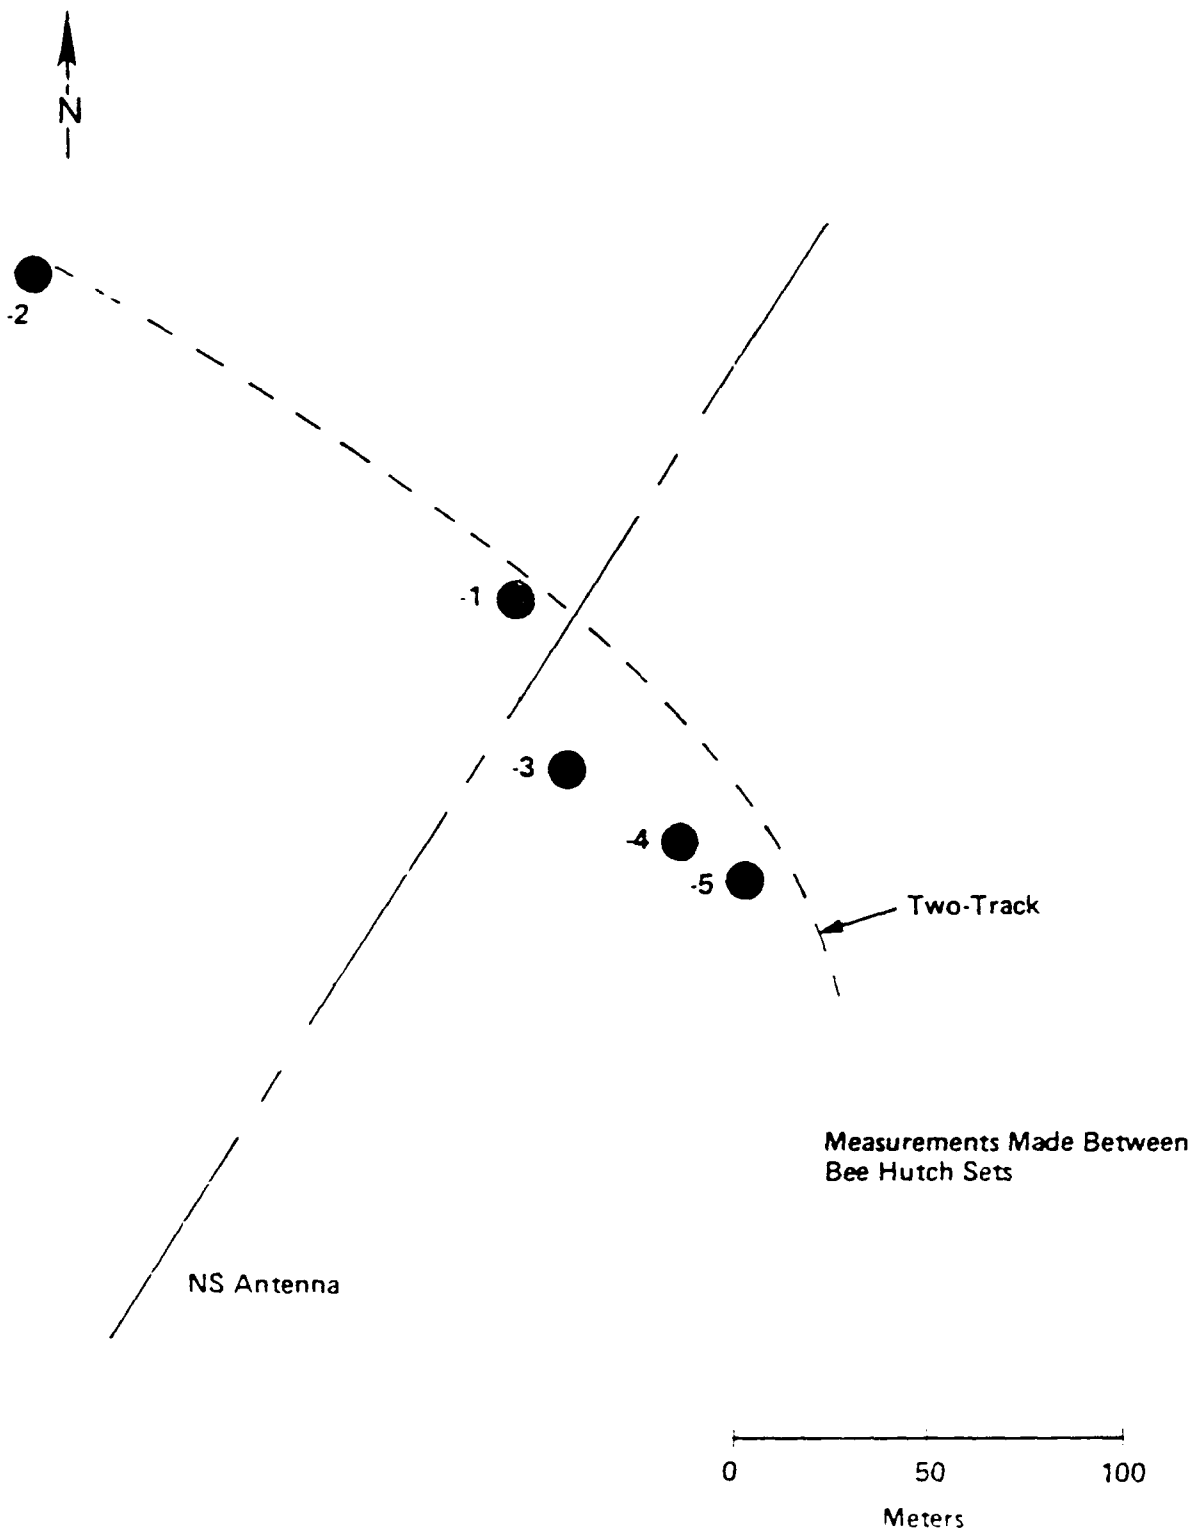 N
-2
-1
-3
-4
-5
Two-Track
Measurements Made Between
Bee Hutch Sets
NS Antenna
0 50 100
Meters